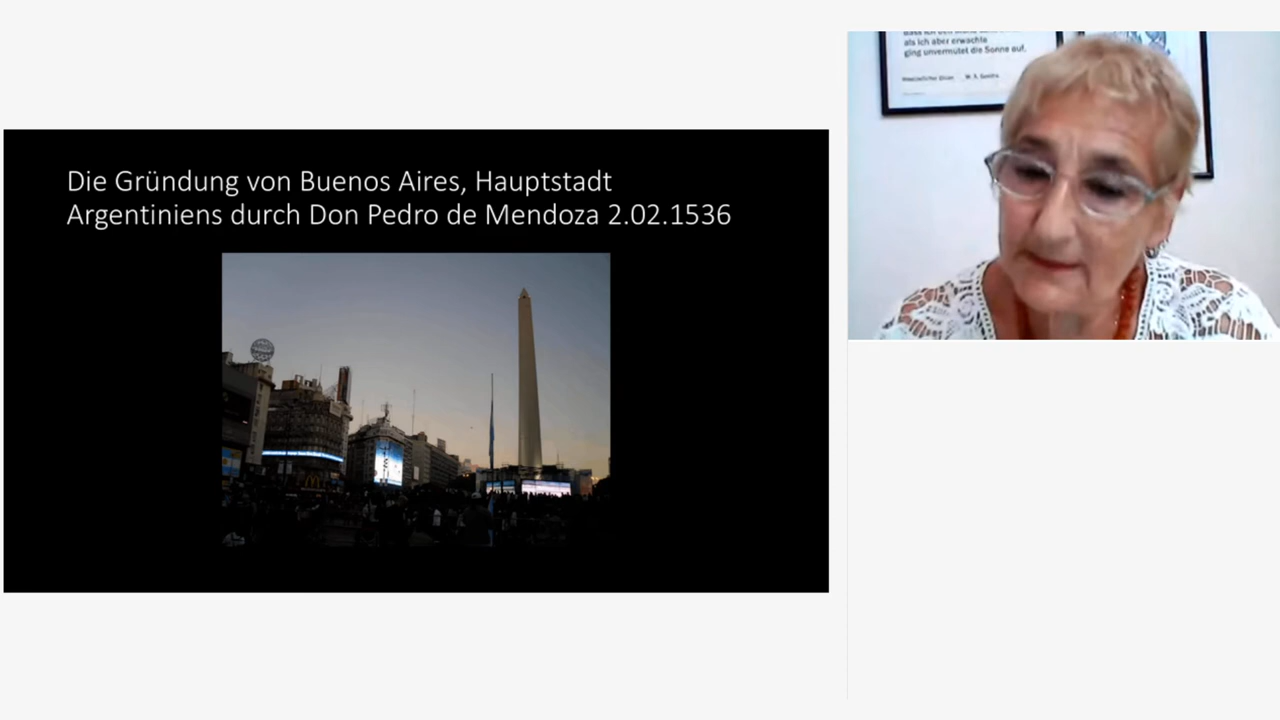 Die Gründung von Buenos Aires, Hauptstadt
Argentiniens durch Don Pedro de Mendoza 2.02.1536
als ich aber erwachte
ging unvermutet die Sonne auf.